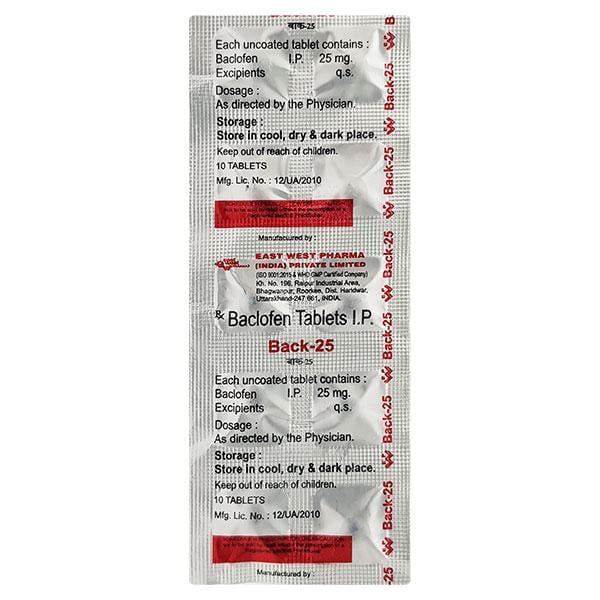 बाक-25
Each uncoated tablet contains :
Baclofen I.P. 25 mg.
Excipients q.s.
Dosage :
As directed by the Physician.
Storage :
Store in cool, dry & dark place.
Keep out of reach of children.
10 TABLETS
Mfg. Lic. No. : 12/UA/2010
Manufactured by :
EAST WEST PHARMA
(INDIA) PRIVATE LIMITED
(ISO 9001:2015 & WHO GMP Certified Company)
Kh. No. 198, Raipur Industrial Area,
Bhagwanpur, Roorkee, Dist. Haridwar,
Uttarakhand-247 661, INDIA.
Rx Baclofen Tablets I.P.
Back-25
बाक-25
Each uncoated tablet contains :
Baclofen I.P. 25 mg.
Excipients q.s.
Dosage :
As directed by the Physician.
Storage :
Store in cool, dry & dark place.
Keep out of reach of children.
10 TABLETS
Mfg. Lic. No. : 12/UA/2010
Manufactured by :
Back-25
Back-25
Back-25
Back-25
Back-25